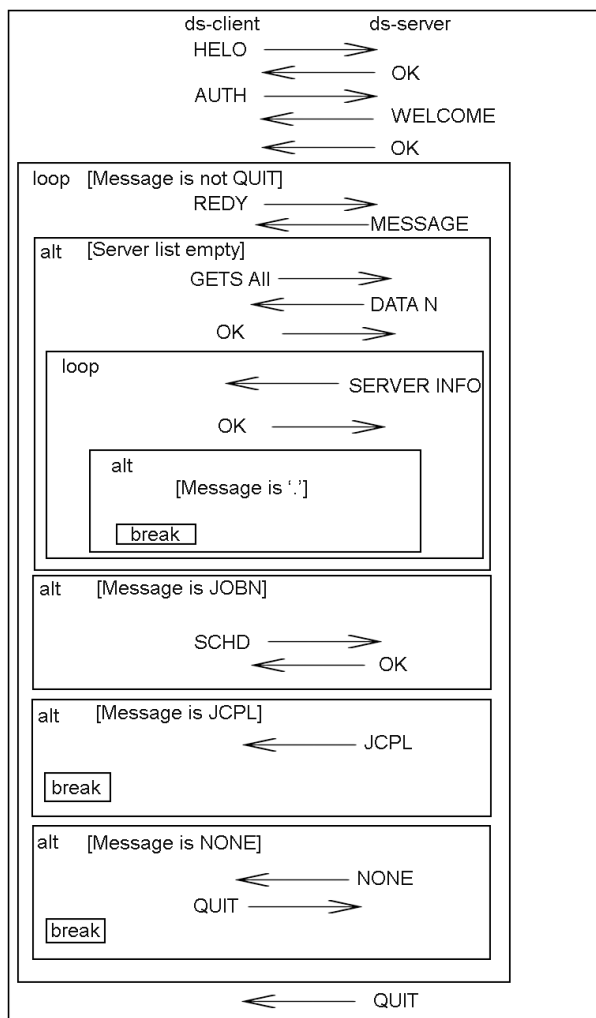 ds-client ds-server
HELO
OK
AUTH
WELCOME
OK
loop [Message is not QUIT]
REDY
MESSAGE
alt [Server list empty]
GETS All
DATA N
OK
loop
SERVER INFO
OK
alt
[Message is ‘.’]
break
alt [Message is JOBN]
SCHD
OK
alt [Message is JCPL]
JCPL
break
alt [Message is NONE]
NONE
QUIT
break
QUIT